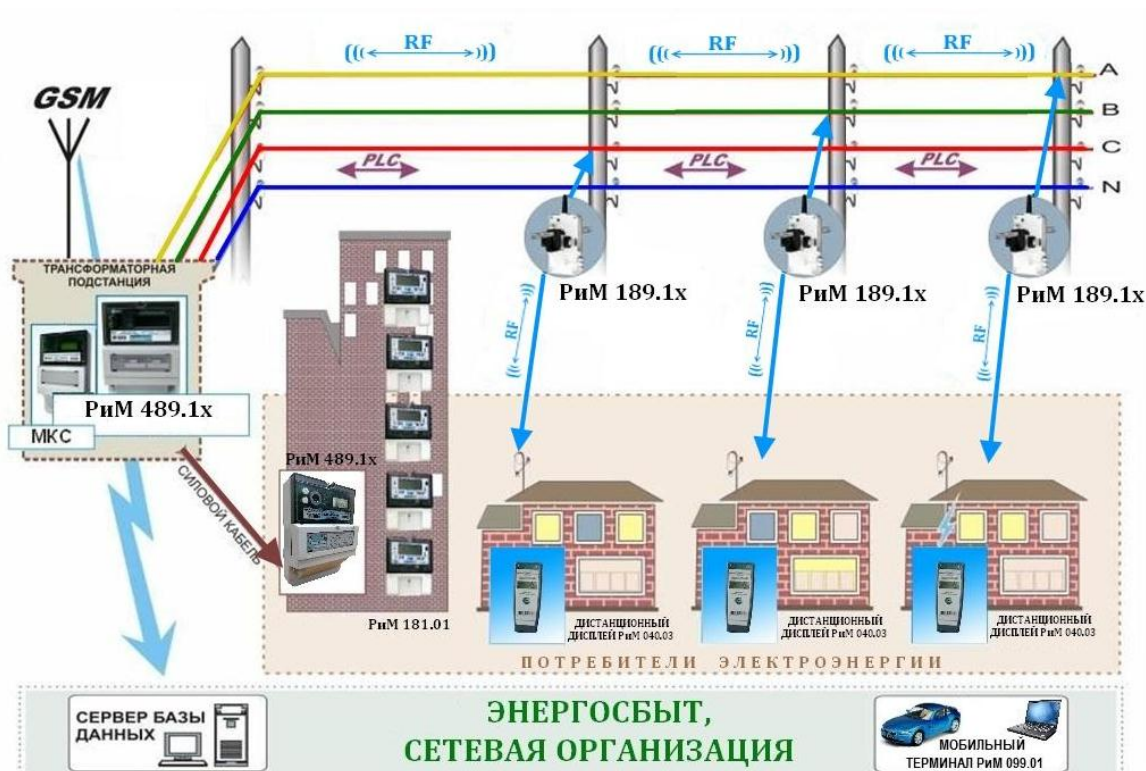 RF
RF
RF
A
B
C
N
GSM
PLC
PLC
PLC
ТРАНСФОРМАТОРНАЯ
ПОДСТАНЦИЯ
РиМ 189.1х
РиМ 189.1х
РиМ 189.1х
RF
RF
RF
РиМ 489.1х
МКС
СИЛОВОЙ КАБЕЛЬ
РиМ 489.1х
РиМ 181.01
ДИСТАНЦИОННЫЙ
ДИСПЛЕЙ РиМ 040.03
ДИСТАНЦИОННЫЙ
ДИСПЛЕЙ РиМ 040.03
ДИСТАНЦИОННЫЙ
ДИСПЛЕЙ РиМ 040.03
ПОТРЕБИТЕЛИ ЭЛЕКТРОЭНЕРГИИ
СЕРВЕР БАЗЫ
ДАННЫХ
ЭНЕРГОСБЫТ,
СЕТЕВАЯ ОРГАНИЗАЦИЯ
МОБИЛЬНЫЙ
ТЕРМИНАЛ РиМ 099.01